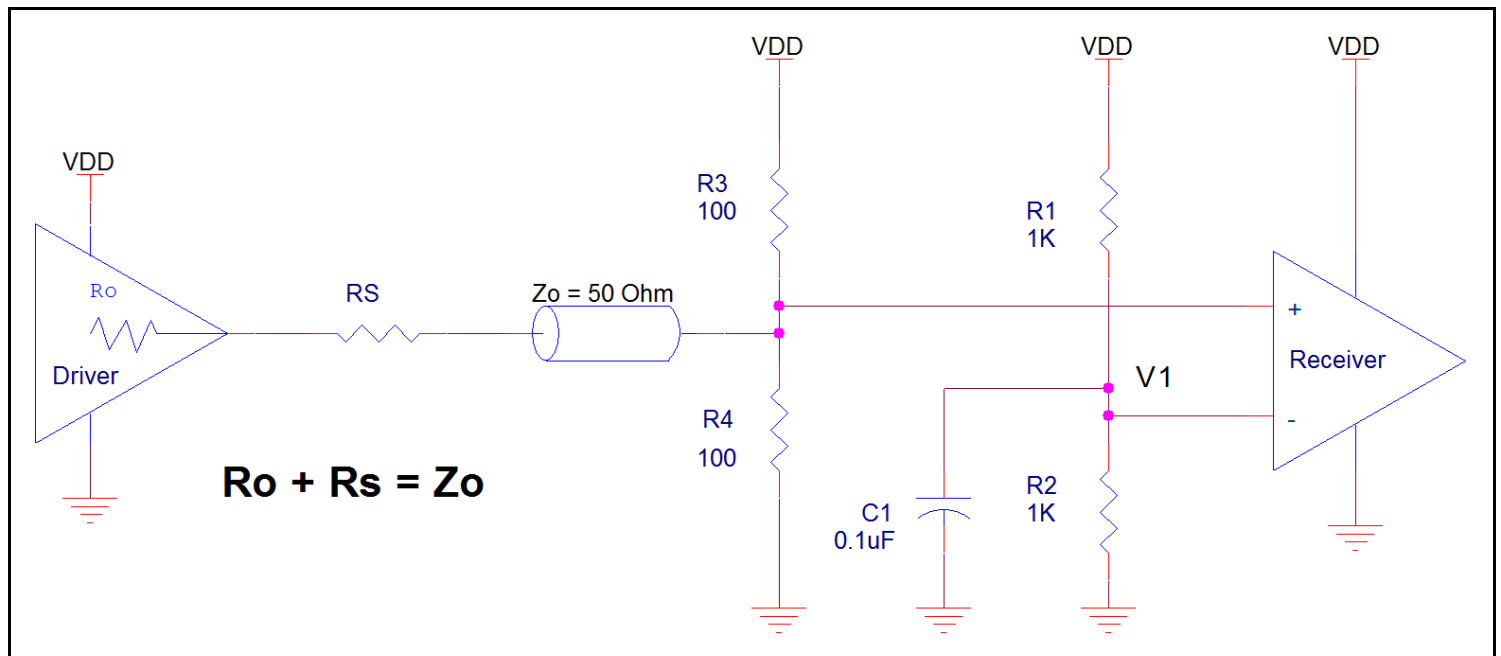 VDD
VDD
VDD
VDD
R3
100
R1
1K
Ro
RS
Zo = 50 Ohm
+
Driver
Receiver
V1
-
R4
100
Ro + Rs = Zo
R2
1K
C1
0.1uF